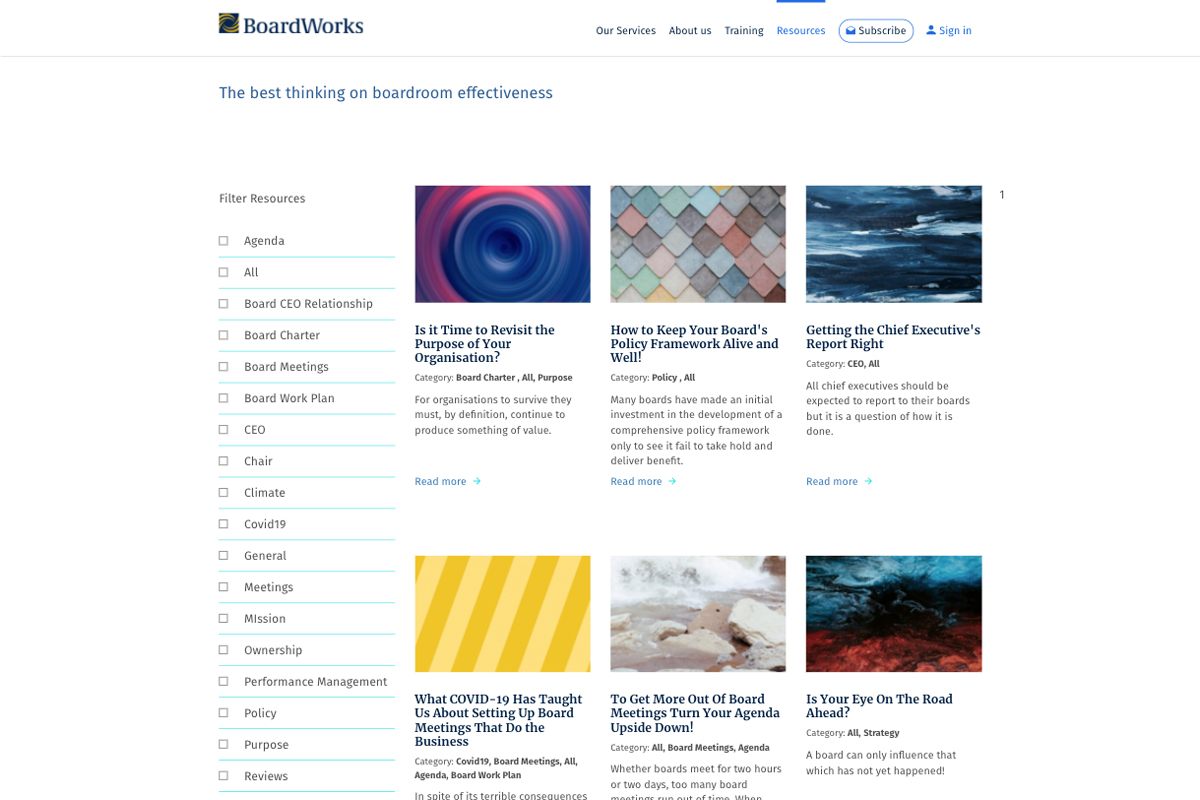 BoardWorks
Our Services
About us
Training
Resources
Subscribe
Sign in
The best thinking on boardroom effectiveness
Filter Resources
Agenda
All
Board CEO Relationship
Board Charter
Board Meetings
Board Work Plan
CEO
Chair
Climate
Covid19
General
Meetings
MIssion
Ownership
Performance Management
Policy
Purpose
Reviews
Is it Time to Revisit the
Purpose of Your
Organisation?
Category: Board Charter , All, Purpose
For organisations to survive they
must, by definition, continue to
produce something of value.
Read more
How to Keep Your Board's
Policy Framework Alive and
Well!
Category: Policy , All
Many boards have made an initial
investment in the development of a
comprehensive policy framework
only to see it fail to take hold and
deliver benefit.
Read more
Getting the Chief Executive's
Report Right
Category: CEO, All
All chief executives should be
expected to report to their boards
but it is a question of how it is
done.
Read more
1
What COVID-19 Has Taught
Us About Setting Up Board
Meetings That Do the
Business
Category: Covid19, Board Meetings, All,
Agenda, Board Work Plan
In spite of its terrible consequences
To Get More Out Of Board
Meetings Turn Your Agenda
Upside Down!
Category: All, Board Meetings, Agenda
Whether boards meet for two hours
or two days, too many board
meetings run out of time. When
Is Your Eye On The Road
Ahead?
Category: All, Strategy
A board can only influence that
which has not yet happened!